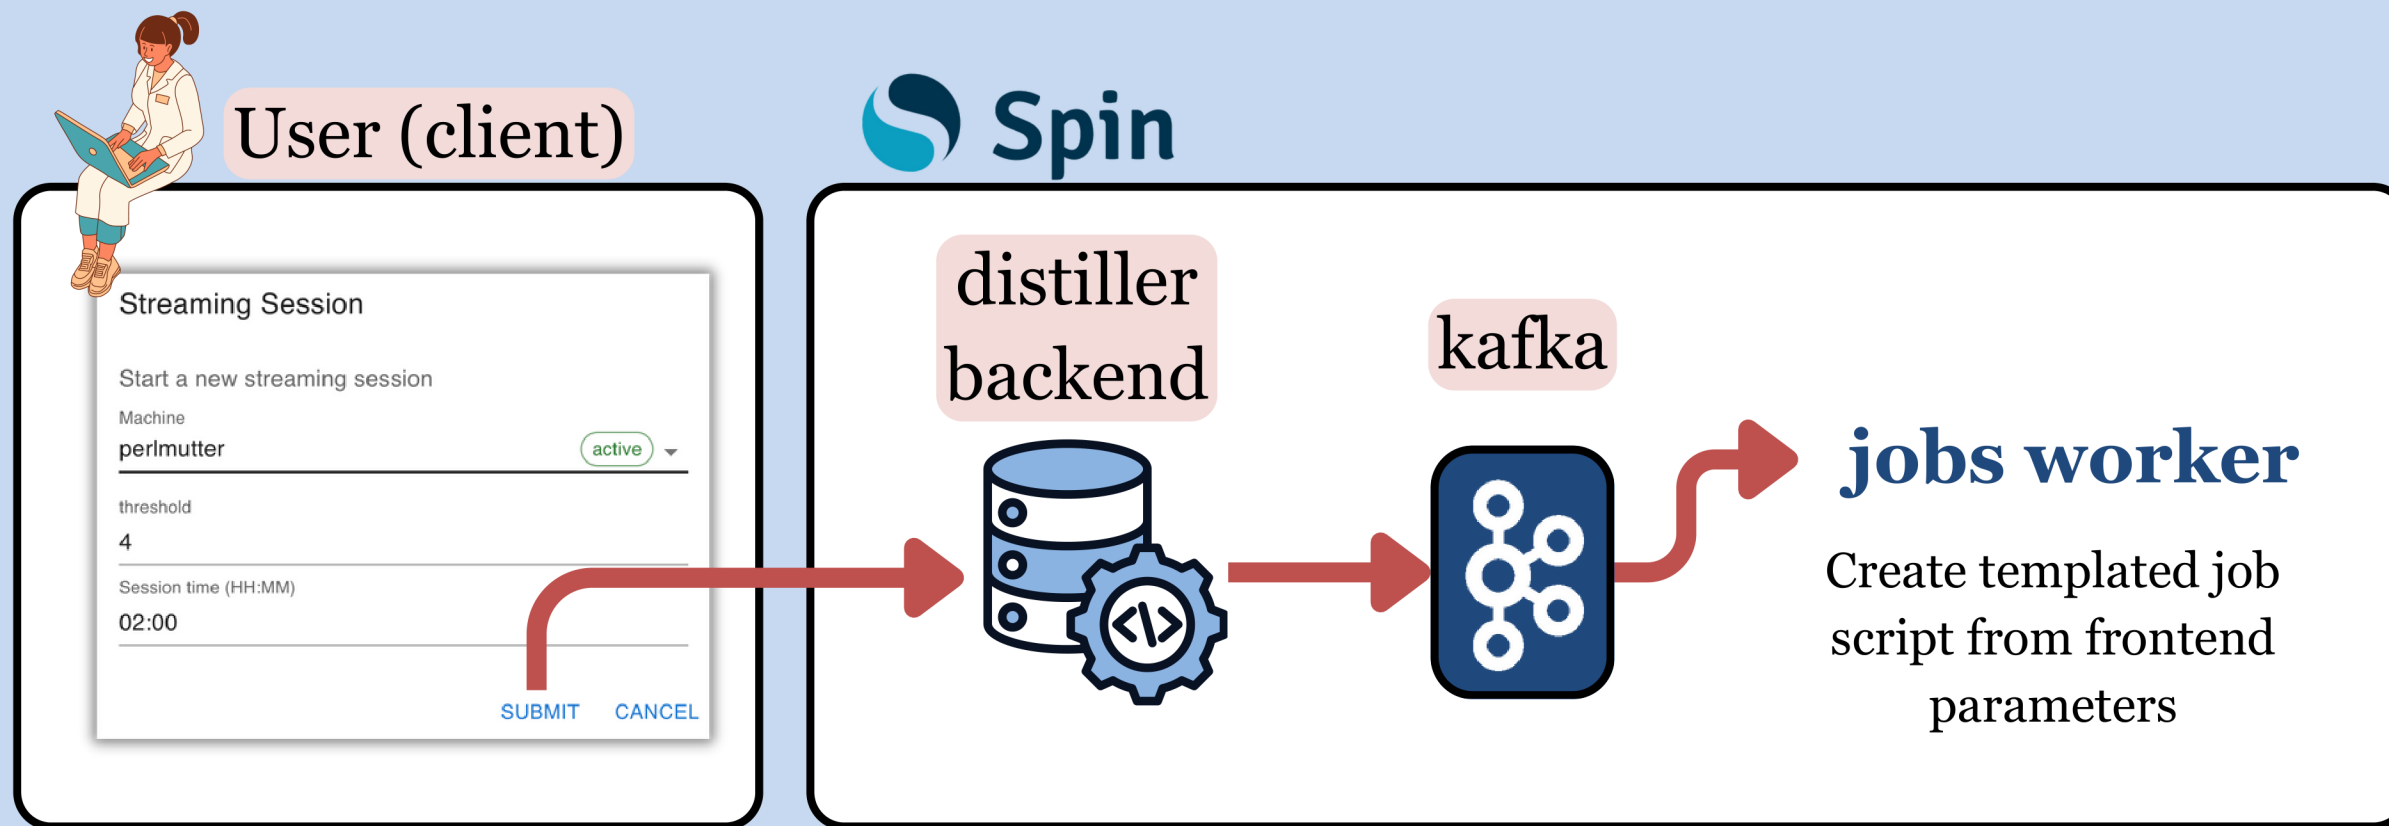 User (client)
Streaming Session
Start a new streaming session
Machine
perlmutter
active
threshold
4
Session time (HH:MM)
02:00
SUBMIT CANCEL
Spin
distiller
backend
</>
kafka
jobs worker
Create templated job
script from frontend
parameters